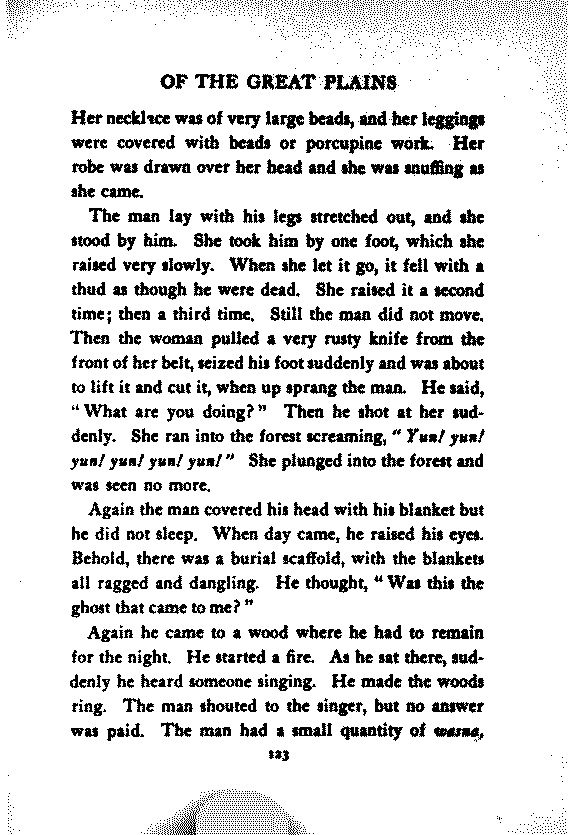 OF THE GREAT PLAINS
Her necklace was of very large beads, and her leggings
were covered with beads or porcupine work. Her
robe was drawn over her head and she was snuffing as
she came.
The man lay with his legs stretched out, and she
stood by him. She took him by one foot, which she
raised very slowly. When she let it go, it fell with a
thud as though he were dead. She raised it a second
time; then a third time. Still the man did not move.
Then the woman pulled a very rusty knife from the
front of her belt, seized his foot suddenly and was about
to lift it and cut it, when up sprang the man. He said,
"What are you doing?" Then he shot at her sud-
denly. She ran into the forest screaming, "Yun! yun!
yun! yun! yun! yun!" She plunged into the forest and
was seen no more.
Again the man covered his head with his blanket but
he did not sleep. When day came, he raised his eyes.
Behold, there was a burial scaffold, with the blankets
all ragged and dangling. He thought, "Was this the
ghost that came to me?"
Again he came to a wood where he had to remain
for the night. He started a fire. As he sat there, sud-
denly he heard someone singing. He made the woods
ring. The man shouted to the singer, but no answer
was paid. The man had a small quantity of wasna,
123